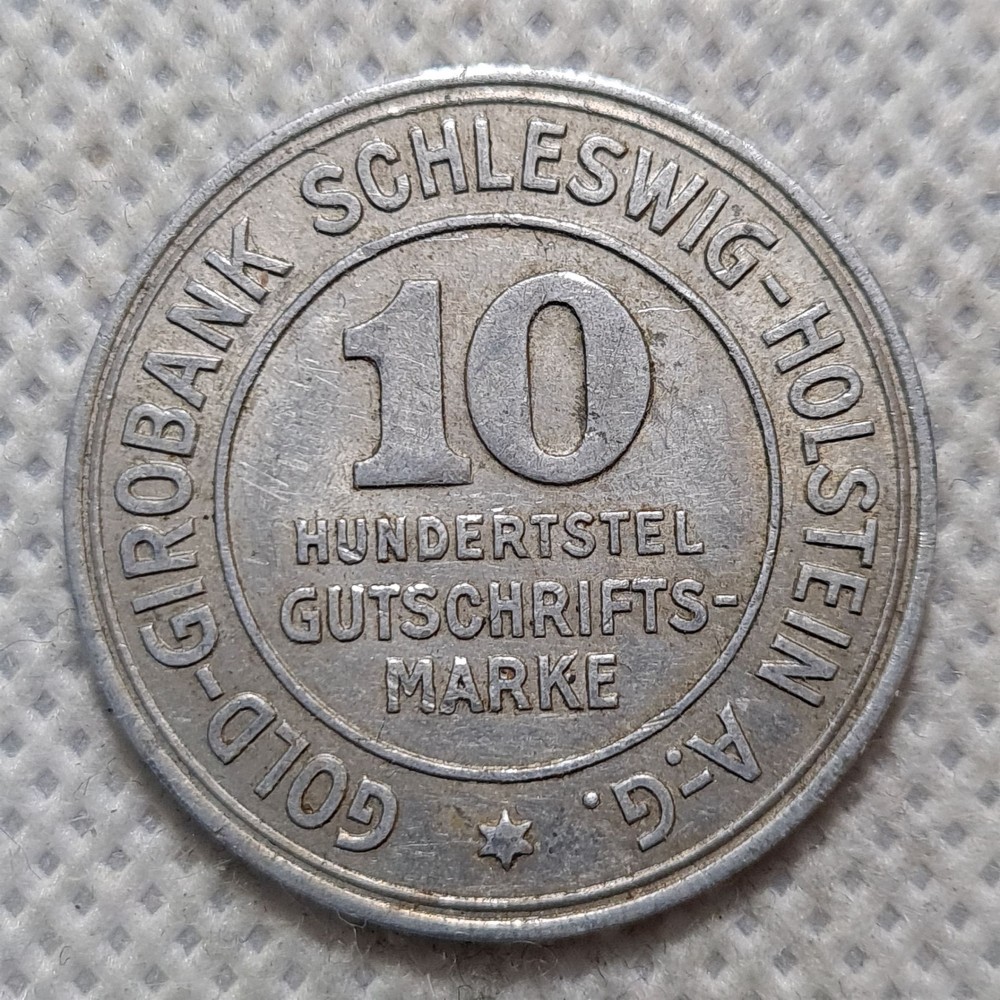 GOLD-GIROBANK SCHLESWIG-HOLSTEIN A.-G.
10
HUNDERTSTEL
GUTSCHRIFTS-
MARKE